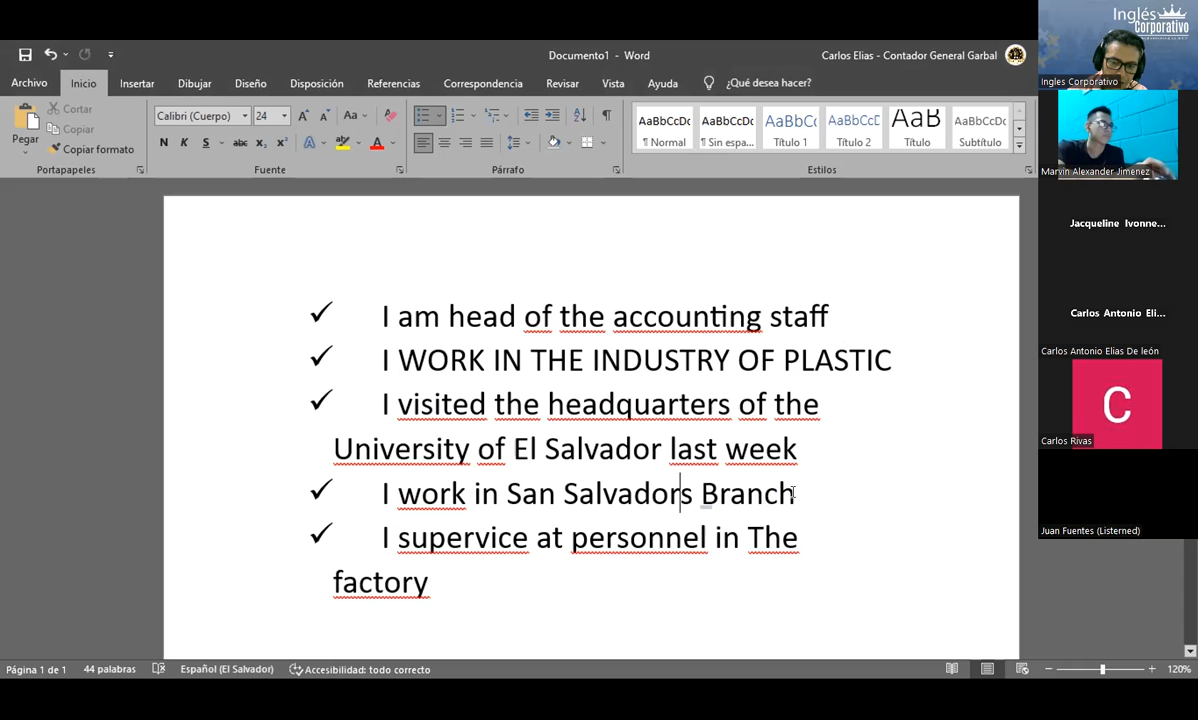 Documento1 - Word
Carlos Elias - Contador General Garbal
Archivo Inicio Insertar Dibujar Diseño Disposición Referencias Correspondencia Revisar Vista Ayuda ¿Qué desea hacer?
Pegar
Cortar
Copiar
Copiar formato
Portapapeles
Calibri (Cuerpo) 24
Aa
N K S abc x₂ x² A A
Fuente
Párrafo
AaBbCcDc AaBbCcDc AaBbCc AaBbCcD AaB AaBbCcD
¶ Normal ¶ Sin espa... Título 1 Título 2 Título Subtítulo
Estilos
I am head of the accounting staff
I WORK IN THE INDUSTRY OF PLASTIC
I visited the headquarters of the
University of El Salvador last week
I work in San Salvadors Branch
I supervice at personnel in The
factory
Página 1 de 1 44 palabras Español (El Salvador) Accesibilidad: todo correcto 120%
Inglés
Corporativo
Ingles Corporativo
Marvin Alexander Jimenez
Jacqueline Ivonne...
Carlos Antonio Eli...
Carlos Antonio Elias De león
C
Carlos Rivas
Juan Fuentes (Listerned)